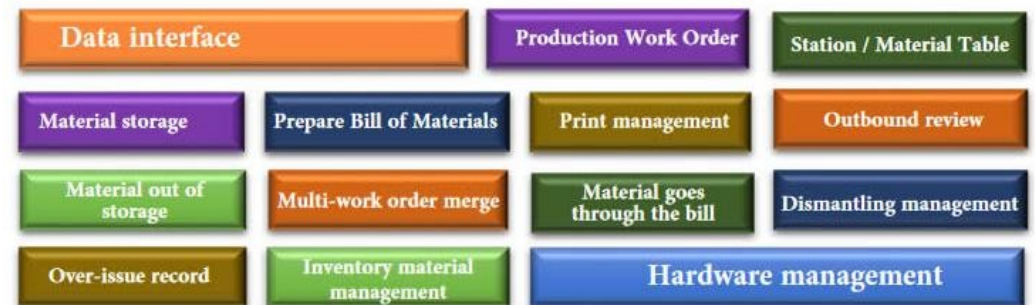 Data interface
Production Work Order
Station / Material Table
Material storage
Prepare Bill of Materials
Print management
Outbound review
Material out of
storage
Multi-work order merge
Material goes
through the bill
Dismantling management
Over-issue record
Inventory material
management
Hardware management